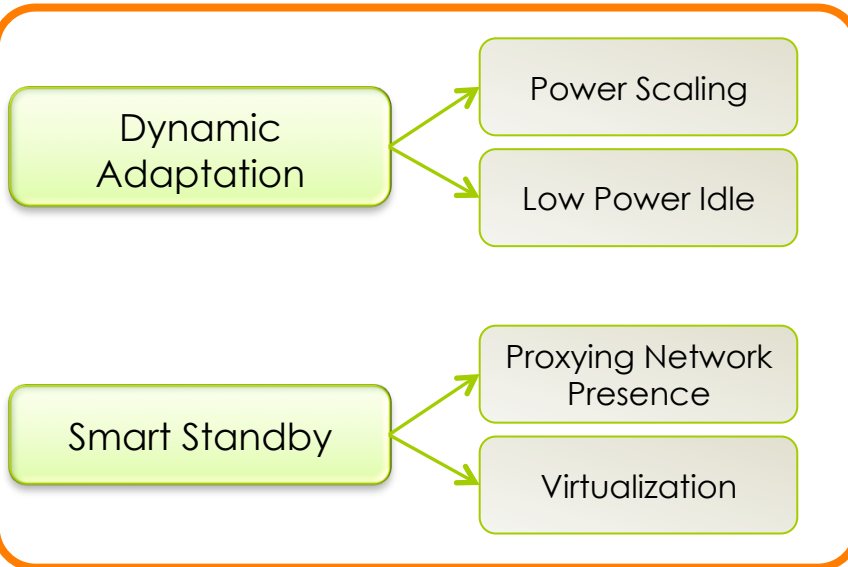 Dynamic
Adaptation
Power Scaling
Low Power Idle
Smart Standby
Proxying Network
Presence
Virtualization